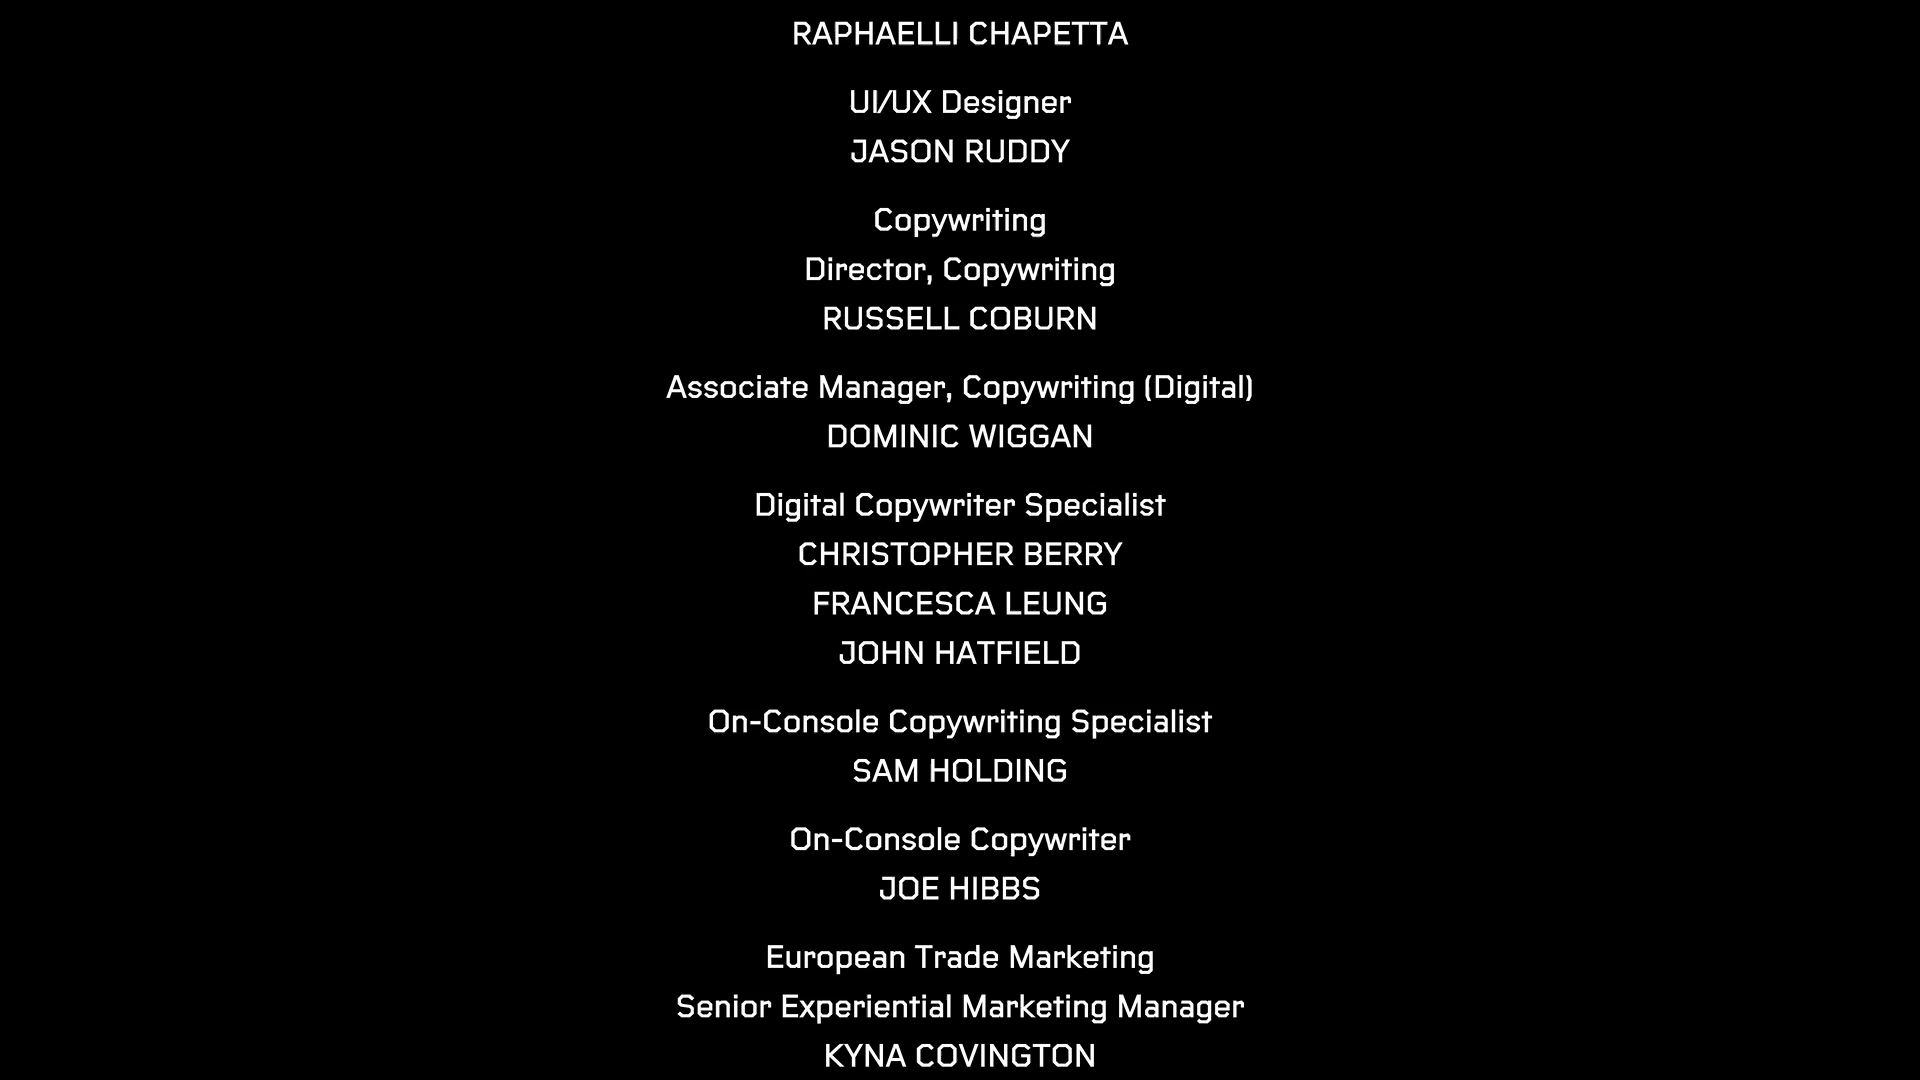 RAPHAELLI CHAPETTA
UI/UX Designer
JASON RUDDY
Copywriting
Director, Copywriting
RUSSELL COBURN
Associate Manager, Copywriting (Digital)
DOMINIC WIGGAN
Digital Copywriter Specialist
CHRISTOPHER BERRY
FRANCESCA LEUNG
JOHN HATFIELD
On-Console Copywriting Specialist
SAM HOLDING
On-Console Copywriter
JOE HIBBS
European Trade Marketing
Senior Experiential Marketing Manager
KYNA COVINGTON